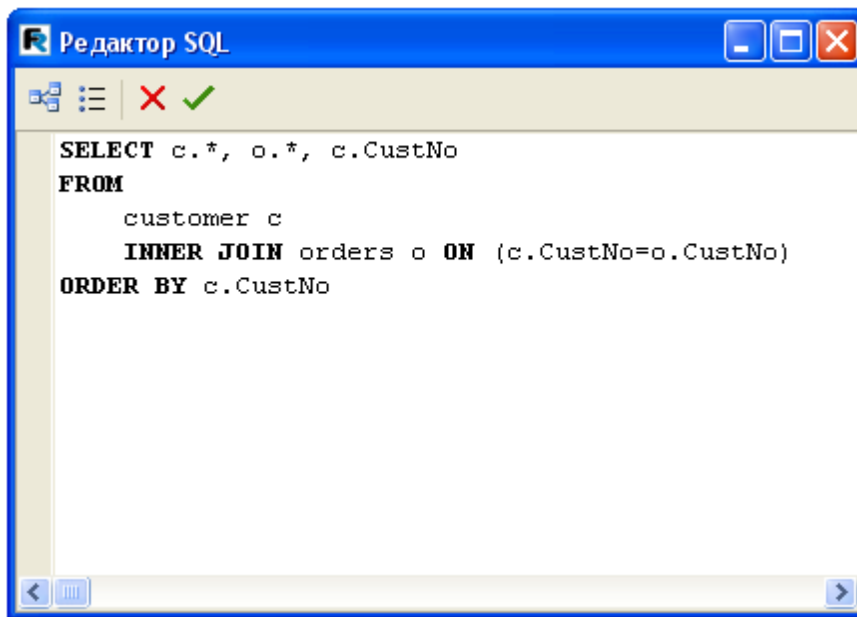 Редактор SQL
SELECT c.*, o.*, c.CustNo
FROM
customer c
INNER JOIN orders o ON (c.CustNo=o.CustNo)
ORDER BY c.CustNo